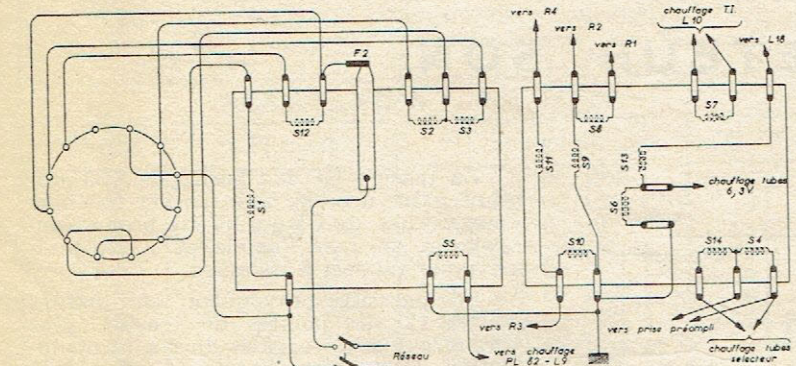 vers R4
vers R2
vers R1
chauffage T.I.
L10
vers L18
F2
S12
S2
S3
S8
S7
S1
S11
S9
S13
S6
chauffage tubes
6,3V.
S5
S10
S14
S4
vers R3
vers prise préampli
Réseau
vers chauffage
PL 82 - L9
chauffage tubes
sélecteur